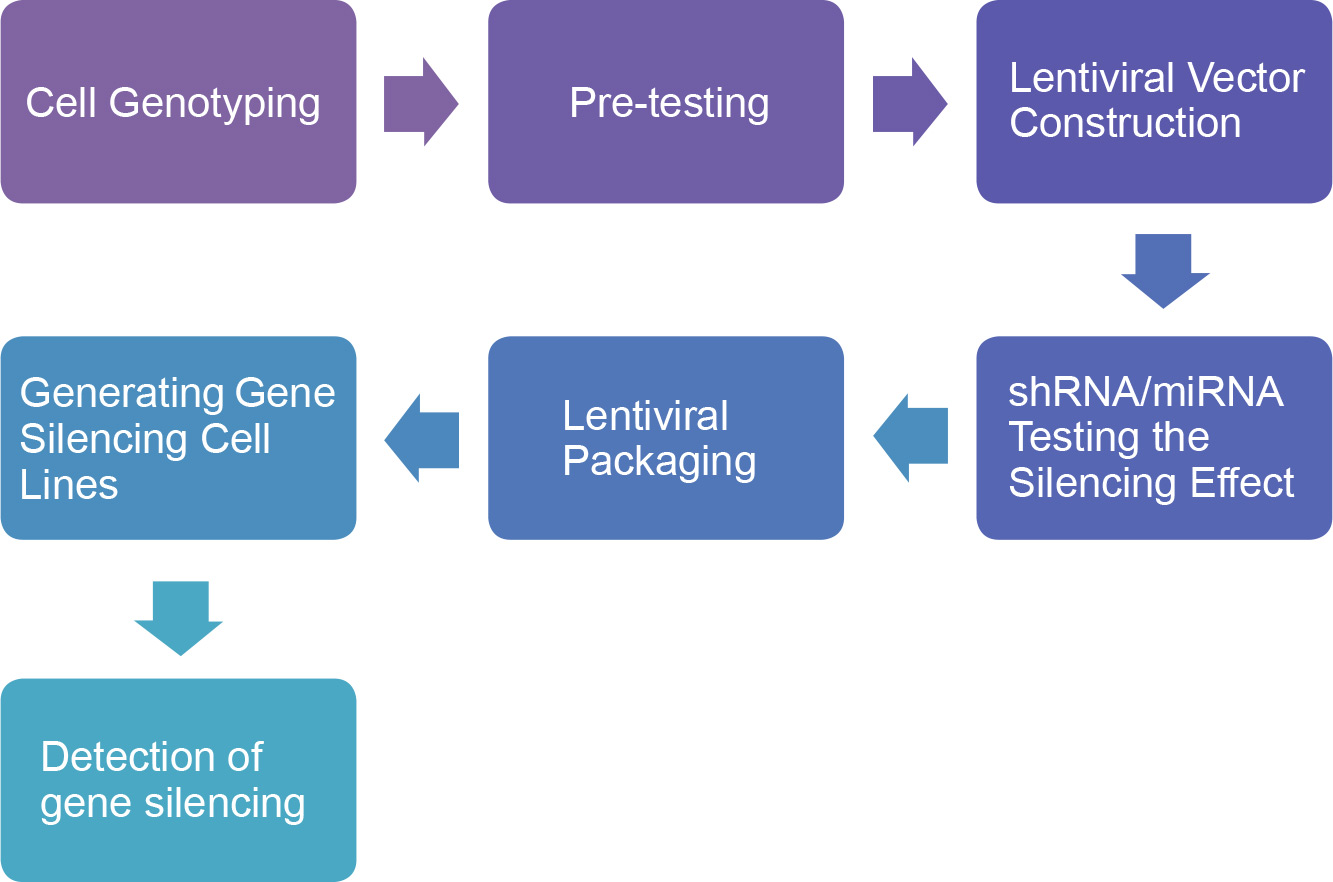 Cell Genotyping
Pre-testing
Lentiviral Vector
Construction
shRNA/miRNA
Testing the
Silencing Effect
Lentiviral
Packaging
Generating Gene
Silencing Cell
Lines
Detection of
gene silencing